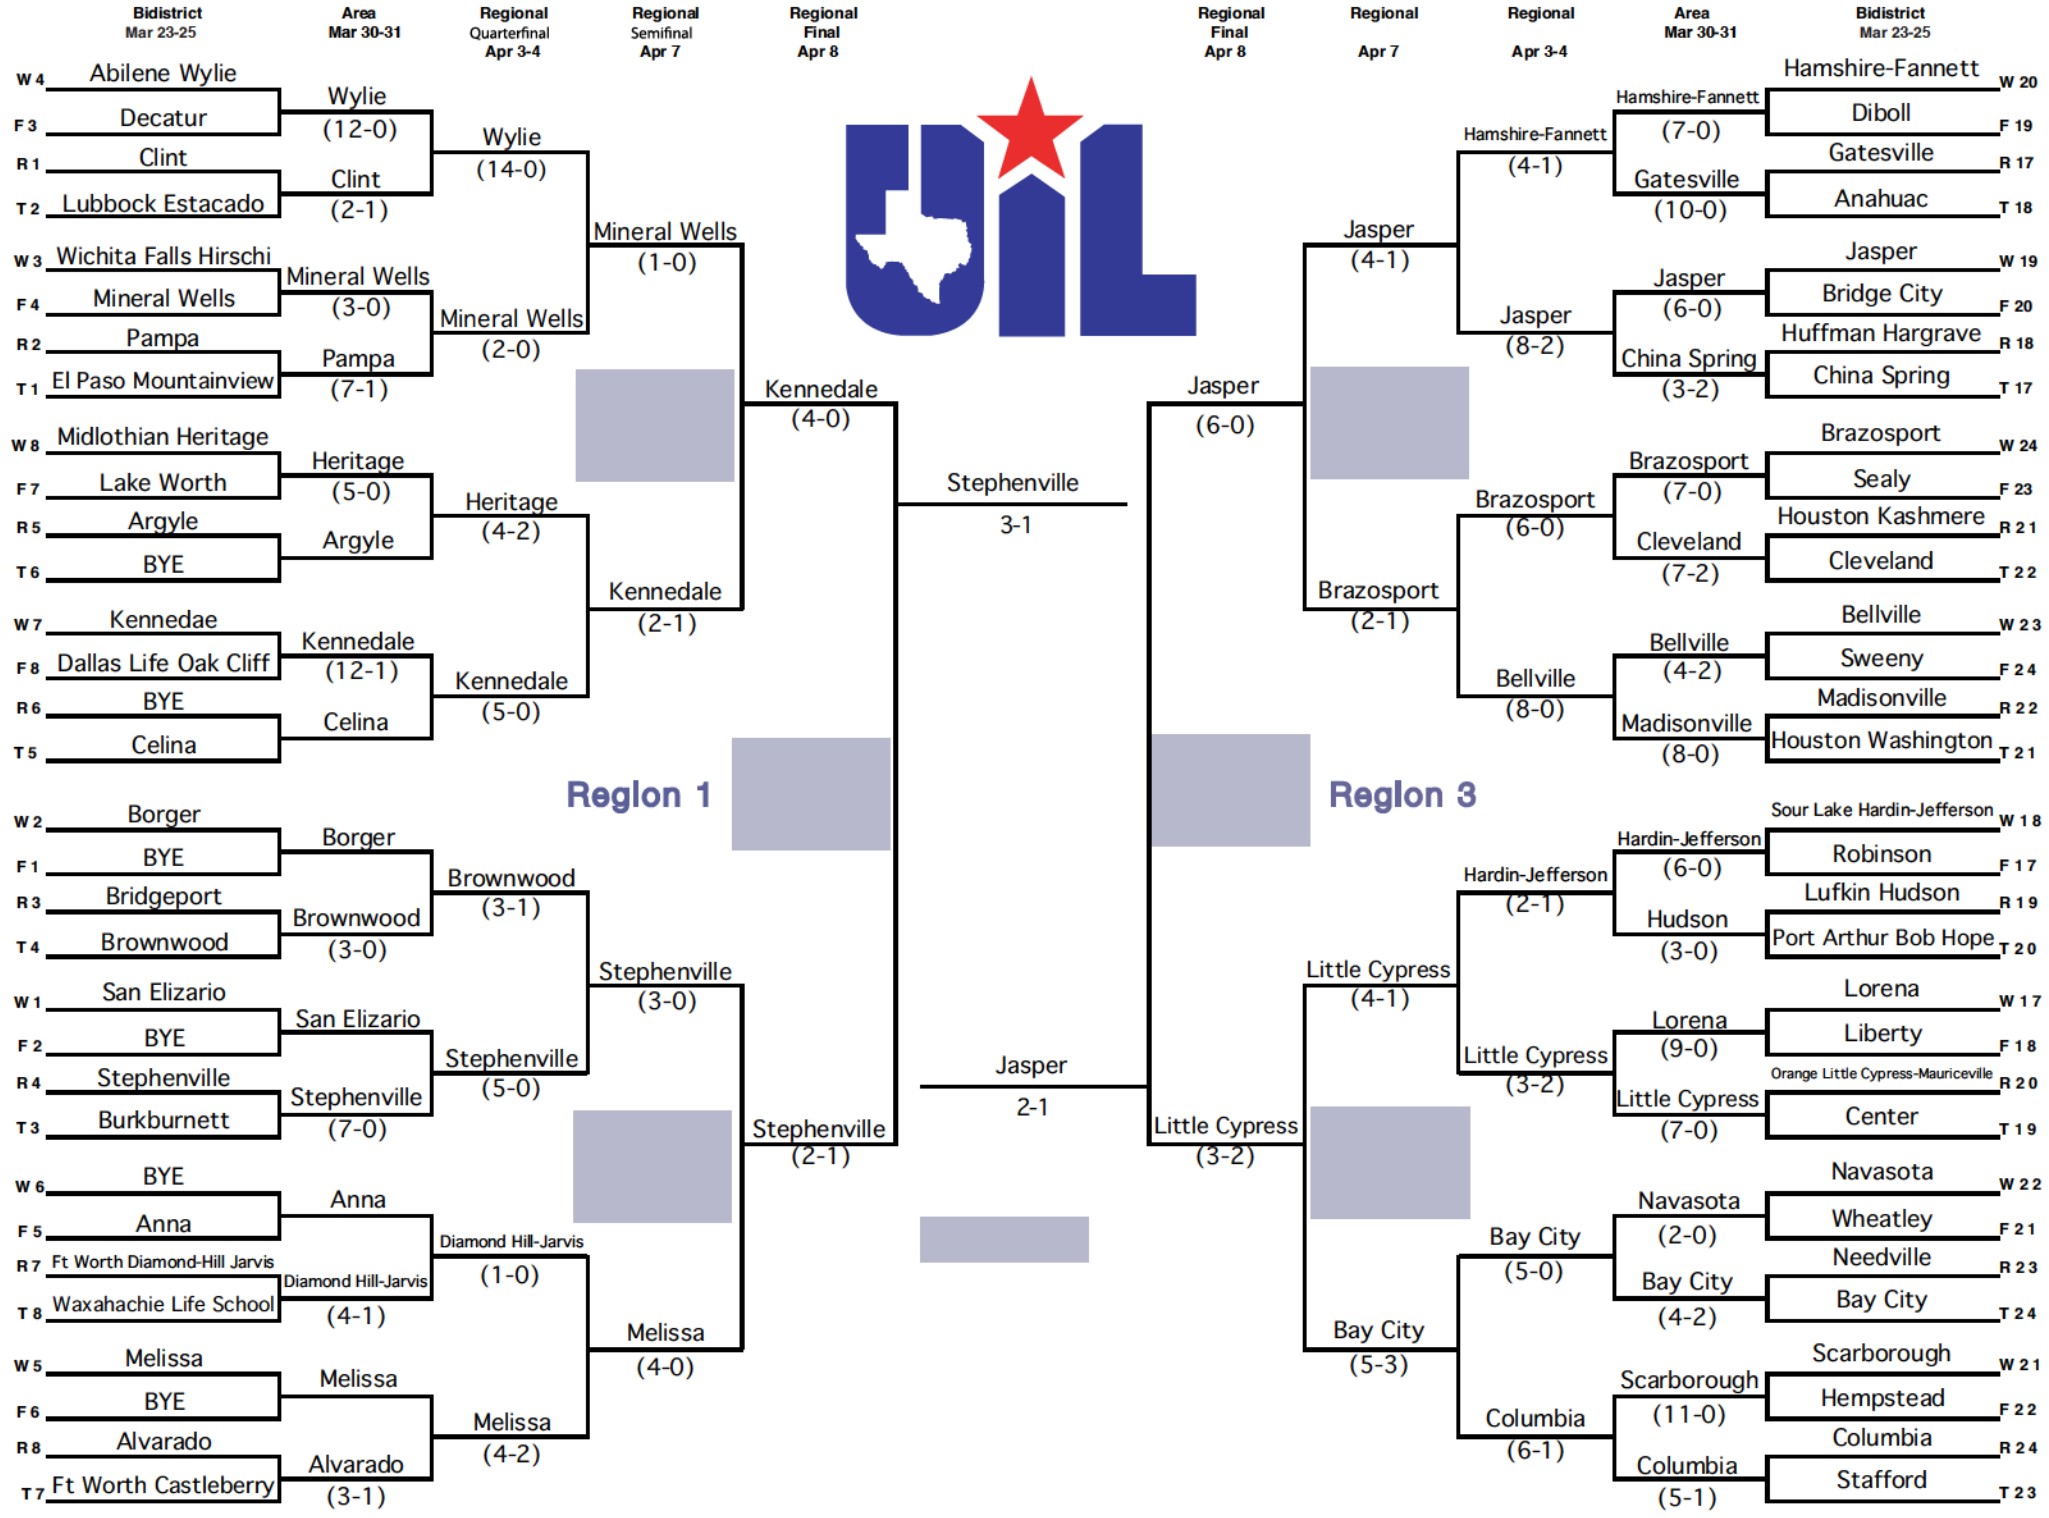 Bidistrict
Mar 23-25
Area
Mar 30-31
Regional
Quarterfinal
Apr 3-4
Regional
Semifinal
Apr 7
Regional
Final
Apr 8
Regional
Final
Apr 8
Regional
Apr 7
Regional
Apr 3-4
Area
Mar 30-31
Bidistrict
Mar 23-25
UIL
W 4 Abilene Wylie
F 3 Decatur
R 1 Clint
T 2 Lubbock Estacado
W 3 Wichita Falls Hirschi
F 4 Mineral Wells
R 2 Pampa
T 1 El Paso Mountainview
W 8 Midlothian Heritage
F 7 Lake Worth
R 5 Argyle
T 6 BYE
W 7 Kennedae
F 8 Dallas Life Oak Cliff
R 6 BYE
T 5 Celina
W 2 Borger
F 1 BYE
R 3 Bridgeport
T 4 Brownwood
W 1 San Elizario
F 2 BYE
R 4 Stephenville
T 3 Burkburnett
W 6 BYE
F 5 Anna
R 7 Ft Worth Diamond-Hill Jarvis
T 8 Waxahachie Life School
W 5 Melissa
F 6 BYE
R 8 Alvarado
T 7 Ft Worth Castleberry
Wylie
(12-0)
Clint
(2-1)
Mineral Wells
(3-0)
Pampa
(7-1)
Heritage
(5-0)
Argyle
Kennedale
(12-1)
Celina
Borger
Brownwood
(3-0)
San Elizario
Stephenville
(7-0)
Anna
Diamond Hill-Jarvis
(4-1)
Melissa
Alvarado
(3-1)
Wylie
(14-0)
Mineral Wells
(2-0)
Heritage
(4-2)
Kennedale
(5-0)
Brownwood
(3-1)
Stephenville
(5-0)
Diamond Hill-Jarvis
(1-0)
Melissa
(4-2)
Mineral Wells
(1-0)
Kennedale
(2-1)
Region 1
Stephenville
(3-0)
Melissa
(4-0)
Kennedale
(4-0)
Stephenville
(2-1)
Stephenville
3-1
Jasper
2-1
Jasper
(6-0)
Little Cypress
(3-2)
Jasper
(4-1)
Brazosport
(2-1)
Region 3
Little Cypress
(4-1)
Bay City
(5-3)
Hamshire-Fannett
(4-1)
Jasper
(8-2)
Brazosport
(6-0)
Bellville
(8-0)
Hardin-Jefferson
(2-1)
Little Cypress
(3-2)
Bay City
(5-0)
Columbia
(6-1)
Hamshire-Fannett
(7-0)
Gatesville
(10-0)
Jasper
(6-0)
China Spring
(3-2)
Brazosport
(7-0)
Cleveland
(7-2)
Bellville
(4-2)
Madisonville
(8-0)
Hardin-Jefferson
(6-0)
Hudson
(3-0)
Lorena
(9-0)
Little Cypress
(7-0)
Navasota
(2-0)
Bay City
(4-2)
Scarborough
(11-0)
Columbia
(5-1)
Hamshire-Fannett W 20
Diboll F 19
Gatesville R 17
Anahuac T 18
Jasper W 19
Bridge City F 20
Huffman Hargrave R 18
China Spring T 17
Brazosport W 24
Sealy F 23
Houston Kashmere R 21
Cleveland T 22
Bellville W 23
Sweeny F 24
Madisonville R 22
Houston Washington T 21
Sour Lake Hardin-Jefferson W 18
Robinson F 17
Lufkin Hudson R 19
Port Arthur Bob Hope T 20
Lorena W 17
Liberty F 18
Orange Little Cypress-Mauriceville R 20
Center T 19
Navasota W 22
Wheatley F 21
Needville R 23
Bay City T 24
Scarborough W 21
Hempstead F 22
Columbia R 24
Stafford T 23